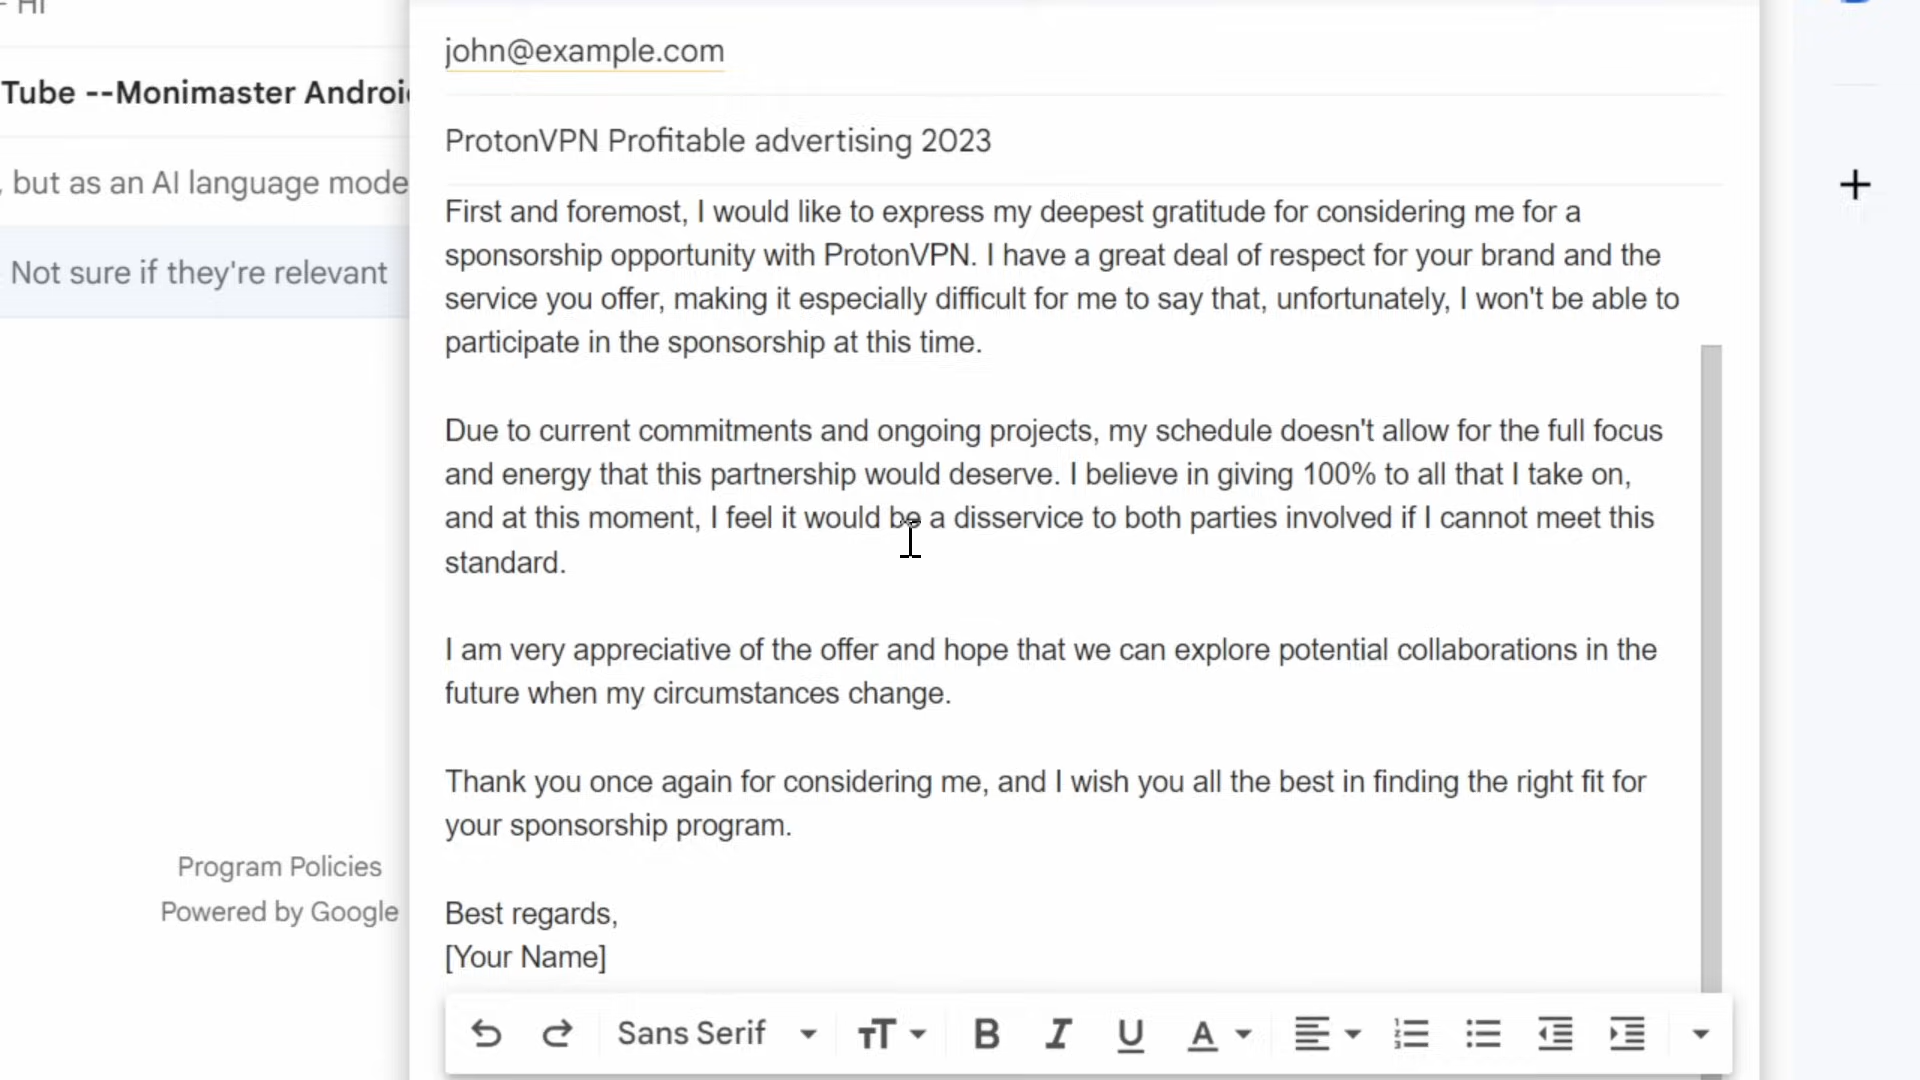 - Hi
john@example.com
Tube --Monimaster Androi
ProtonVPN Profitable advertising 2023
, but as an AI language mode
First and foremost, I would like to express my deepest gratitude for considering me for a
sponsorship opportunity with ProtonVPN. I have a great deal of respect for your brand and the
Not sure if they're relevant
service you offer, making it especially difficult for me to say that, unfortunately, I won't be able to
participate in the sponsorship at this time.
Due to current commitments and ongoing projects, my schedule doesn't allow for the full focus
and energy that this partnership would deserve. I believe in giving 100% to all that I take on,
and at this moment, I feel it would be a disservice to both parties involved if I cannot meet this
standard.
I am very appreciative of the offer and hope that we can explore potential collaborations in the
future when my circumstances change.
Thank you once again for considering me, and I wish you all the best in finding the right fit for
your sponsorship program.
Program Policies
Powered by Google
Best regards,
[Your Name]
Sans Serif